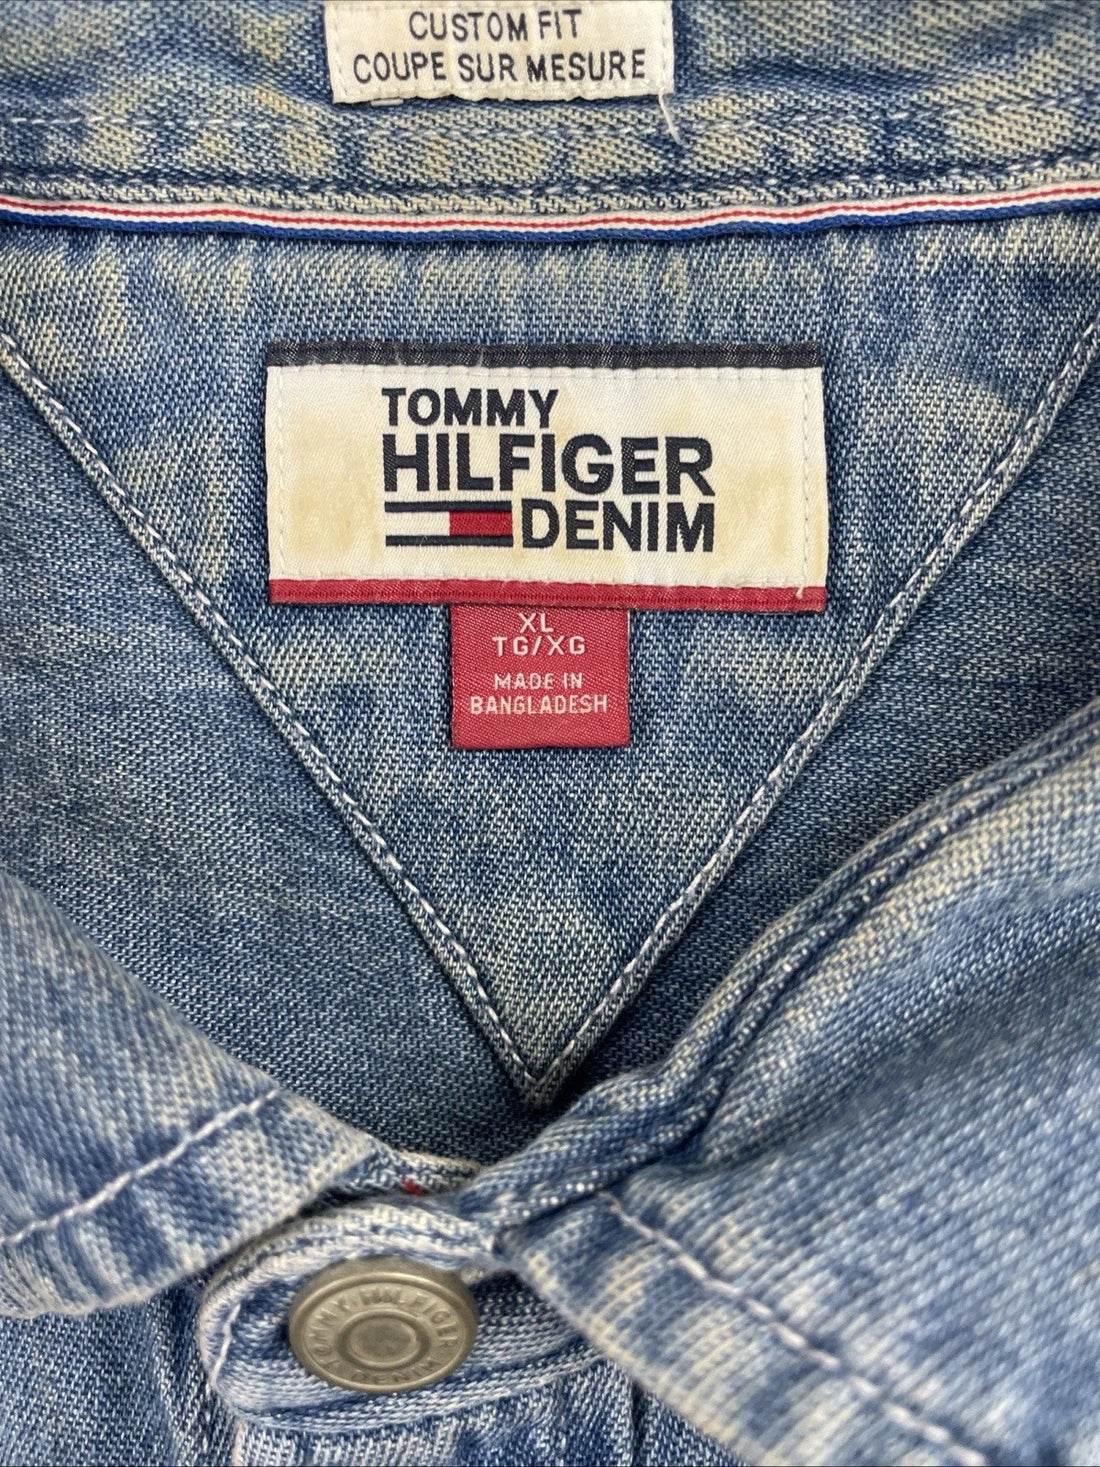 CUSTOM FIT
COUPE SUR MESURE
TOMMY
HILFIGER
DENIM
XL
TG/XG
MADE IN
BANGLADESH
TOMMY HILFIGER
DENIM